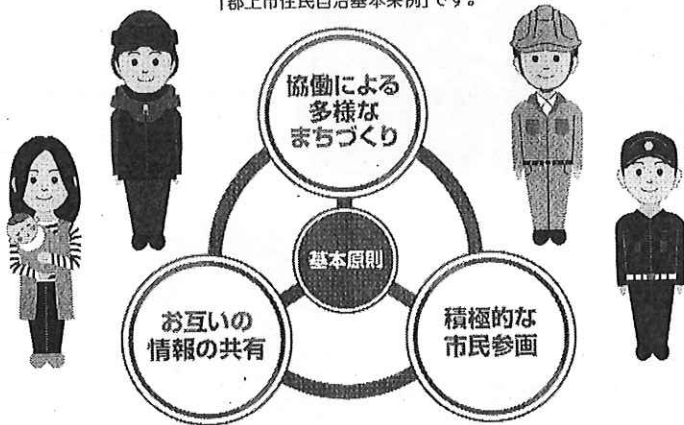 「郡上市住民自治基本条例」です。
協働による
多様な
まちづくり
基本原則
お互いの
情報の共有
積極的な
市民参画